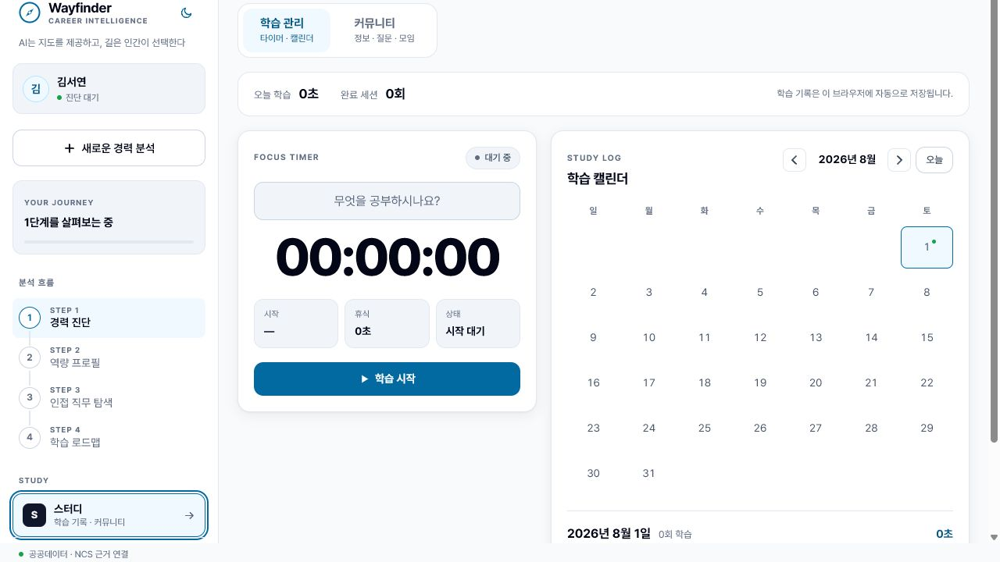 Wayfinder
CAREER INTELLIGENCE
AI는 지도를 제공하고, 길은 인간이 선택한다
김
김서연
진단 대기
+ 새로운 경력 분석
YOUR JOURNEY
1단계를 살펴보는 중
분석 흐름
1
STEP 1
경력 진단
2
STEP 2
역량 프로필
3
STEP 3
인접 직무 탐색
4
STEP 4
학습 로드맵
STUDY
S
스터디
학습 기록 · 커뮤니티
→
공공데이터 · NCS 근거 연결
학습 관리
타이머 · 캘린더
커뮤니티
정보 · 질문 · 모임
오늘 학습 0초 완료 세션 0회
학습 기록은 이 브라우저에 자동으로 저장됩니다.
FOCUS TIMER
대기 중
무엇을 공부하시나요?
00:00:00
시작
—
휴식
0초
상태
시작 대기
▶ 학습 시작
STUDY LOG
학습 캘린더
2026년 8월
오늘
일 월 화 수 목 금 토
1
2 3 4 5 6 7 8
9 10 11 12 13 14 15
16 17 18 19 20 21 22
23 24 25 26 27 28 29
30 31
2026년 8월 1일 0회 학습 0초